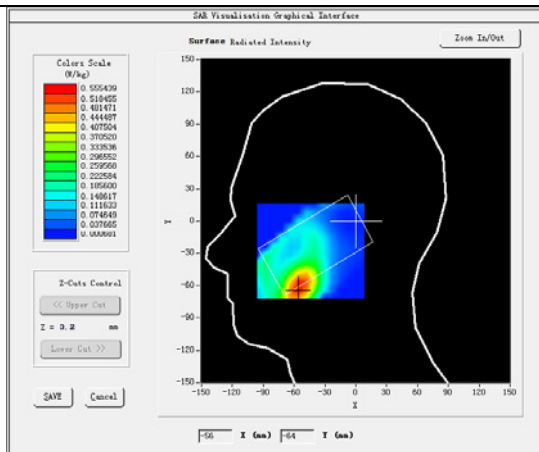 SAR Visualisation Graphical Interface
Surface Radiated Intensity
Zoom In/Out
Colors Scale
(W/kg)
0.555439
0.518455
0.481471
0.444487
0.407504
0.370520
0.333536
0.296552
0.259568
0.222584
0.185600
0.148617
0.111633
0.074649
0.037665
0.000681
Z-Cuts Control
<< Upper Cut
Z = 3.2 mm
Lower Cut >>
SAVE Cancel
150
120
90
60
30
0
-30
-60
-90
-120
-150
Y
-150 -120 -90 -60 -30 0 30 60 90 120 150
X
-56 X (mm) -64 Y (mm)